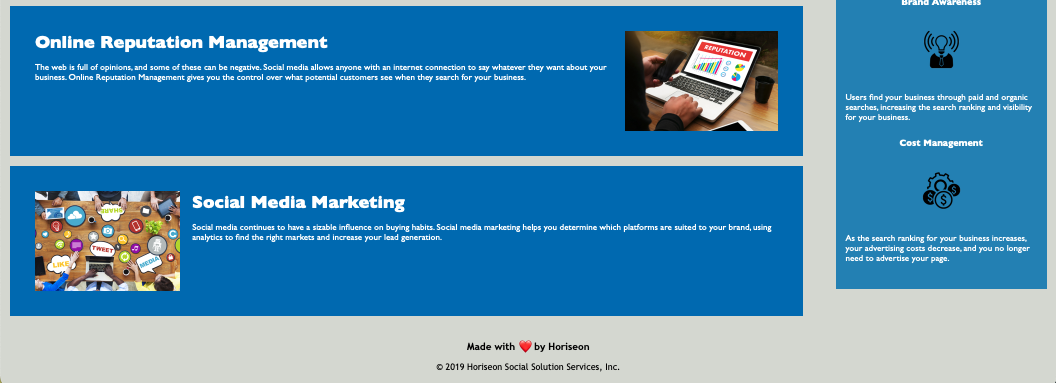 Brand Awareness
Online Reputation Management
The web is full of opinions, and some of these can be negative. Social media allows anyone with an internet connection to say whatever they want about your
business. Online Reputation Management gives you the control over what potential customers see when they search for your business.
REPUTATION
Users find your business through paid and organic
searches, increasing the search ranking and visibility
for your business.
Cost Management
Social Media Marketing
Social media continues to have a sizable influence on buying habits. Social media marketing helps you determine which platforms are suited to your brand, using
analytics to find the right markets and increase your lead generation.
SHARE
TWEET
LIKE
MEDIA
As the search ranking for your business increases,
your advertising costs decrease, and you no longer
need to advertise your page.
Made with ❤️ by Horiseon
© 2019 Horiseon Social Solution Services, Inc.